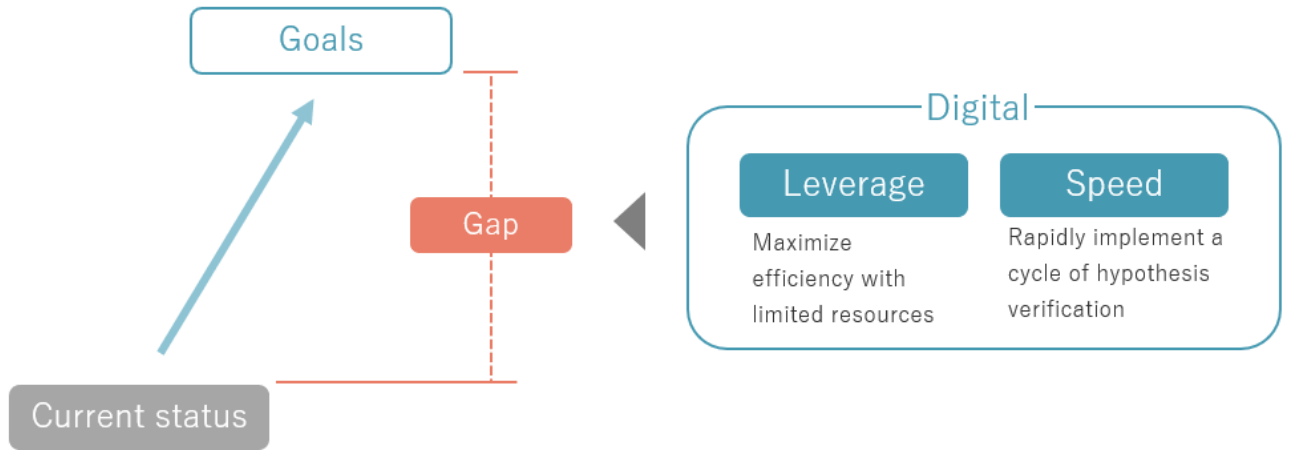 Goals
Gap
Current status
Digital
Leverage
Maximize
efficiency with
limited resources
Speed
Rapidly implement a
cycle of hypothesis
verification